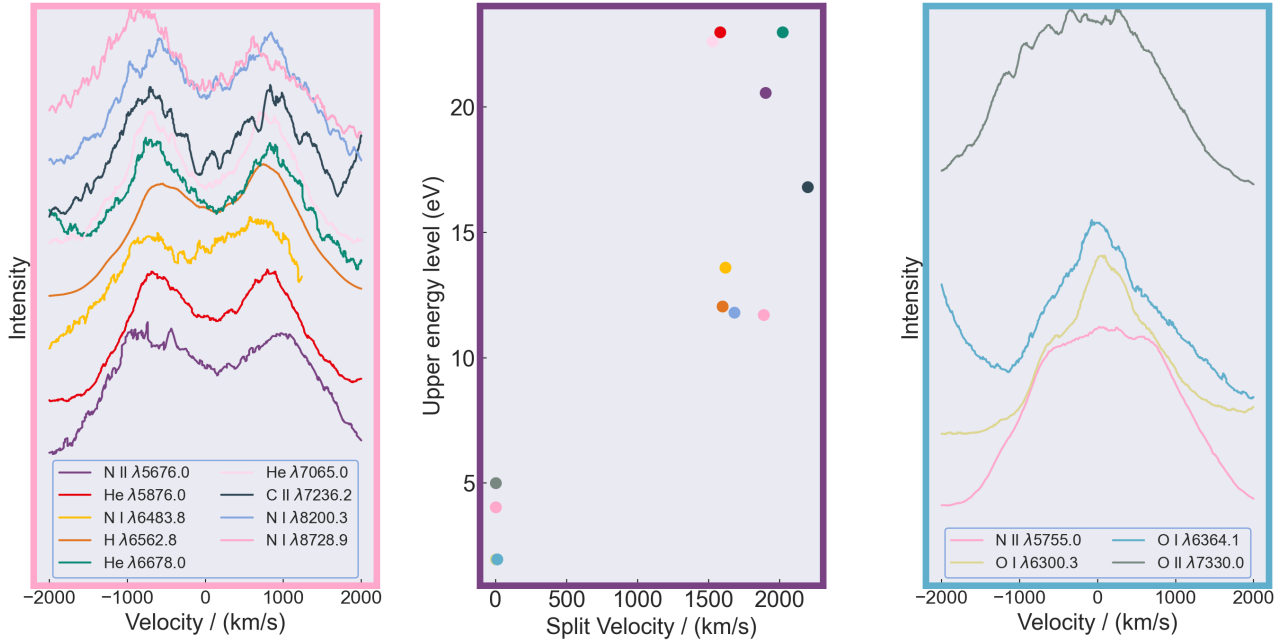 Intensity
N II λ5676.0
He λ5876.0
N I λ6483.8
H λ6562.8
He λ6678.0
He λ7065.0
C II λ7236.2
N I λ8200.3
N I λ8728.9
−2000 −1000 0 1000 2000
Velocity / (km/s)
Upper energy level (eV)
20
15
10
5
0 500 1000 1500 2000
Split Velocity / (km/s)
Intensity
N II λ5755.0
O I λ6300.3
O I λ6364.1
O II λ7330.0
−2000 −1000 0 1000 2000
Velocity / (km/s)